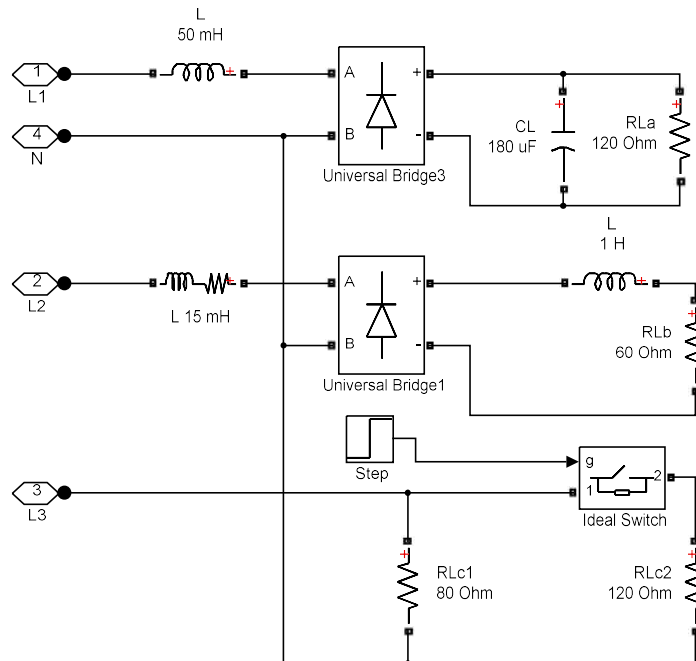 L
50 mH
1
L1
A
+
4
N
B
-
CL
180 uF
RLa
120 Ohm
Universal Bridge3
L
1 H
2
L2
L 15 mH
A
+
B
-
RLb
60 Ohm
Universal Bridge1
Step
g
1
2
Ideal Switch
3
L3
RLc1
80 Ohm
RLc2
120 Ohm